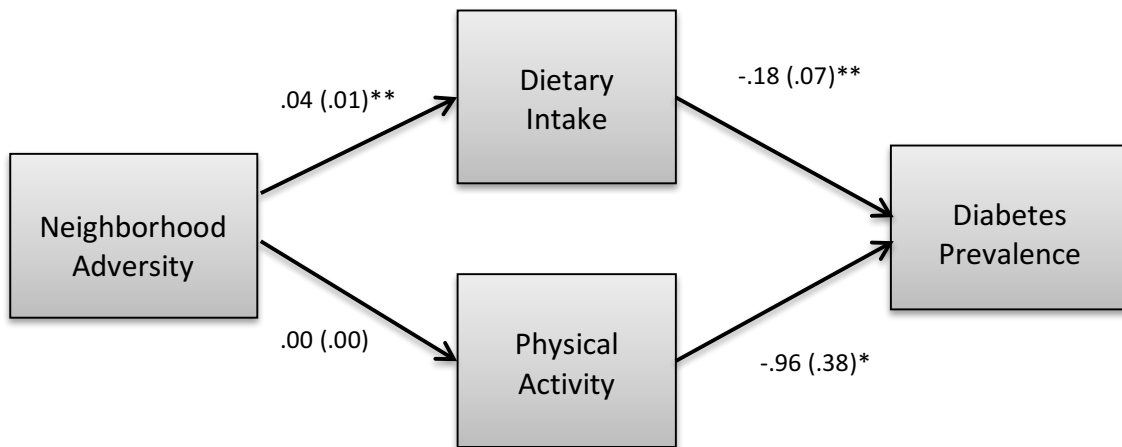 Dietary
Intake
-.18 (.07)**
.04 (.01)**
Neighborhood
Adversity
Diabetes
Prevalence
.00 (.00)
Physical
Activity
-.96 (.38)*